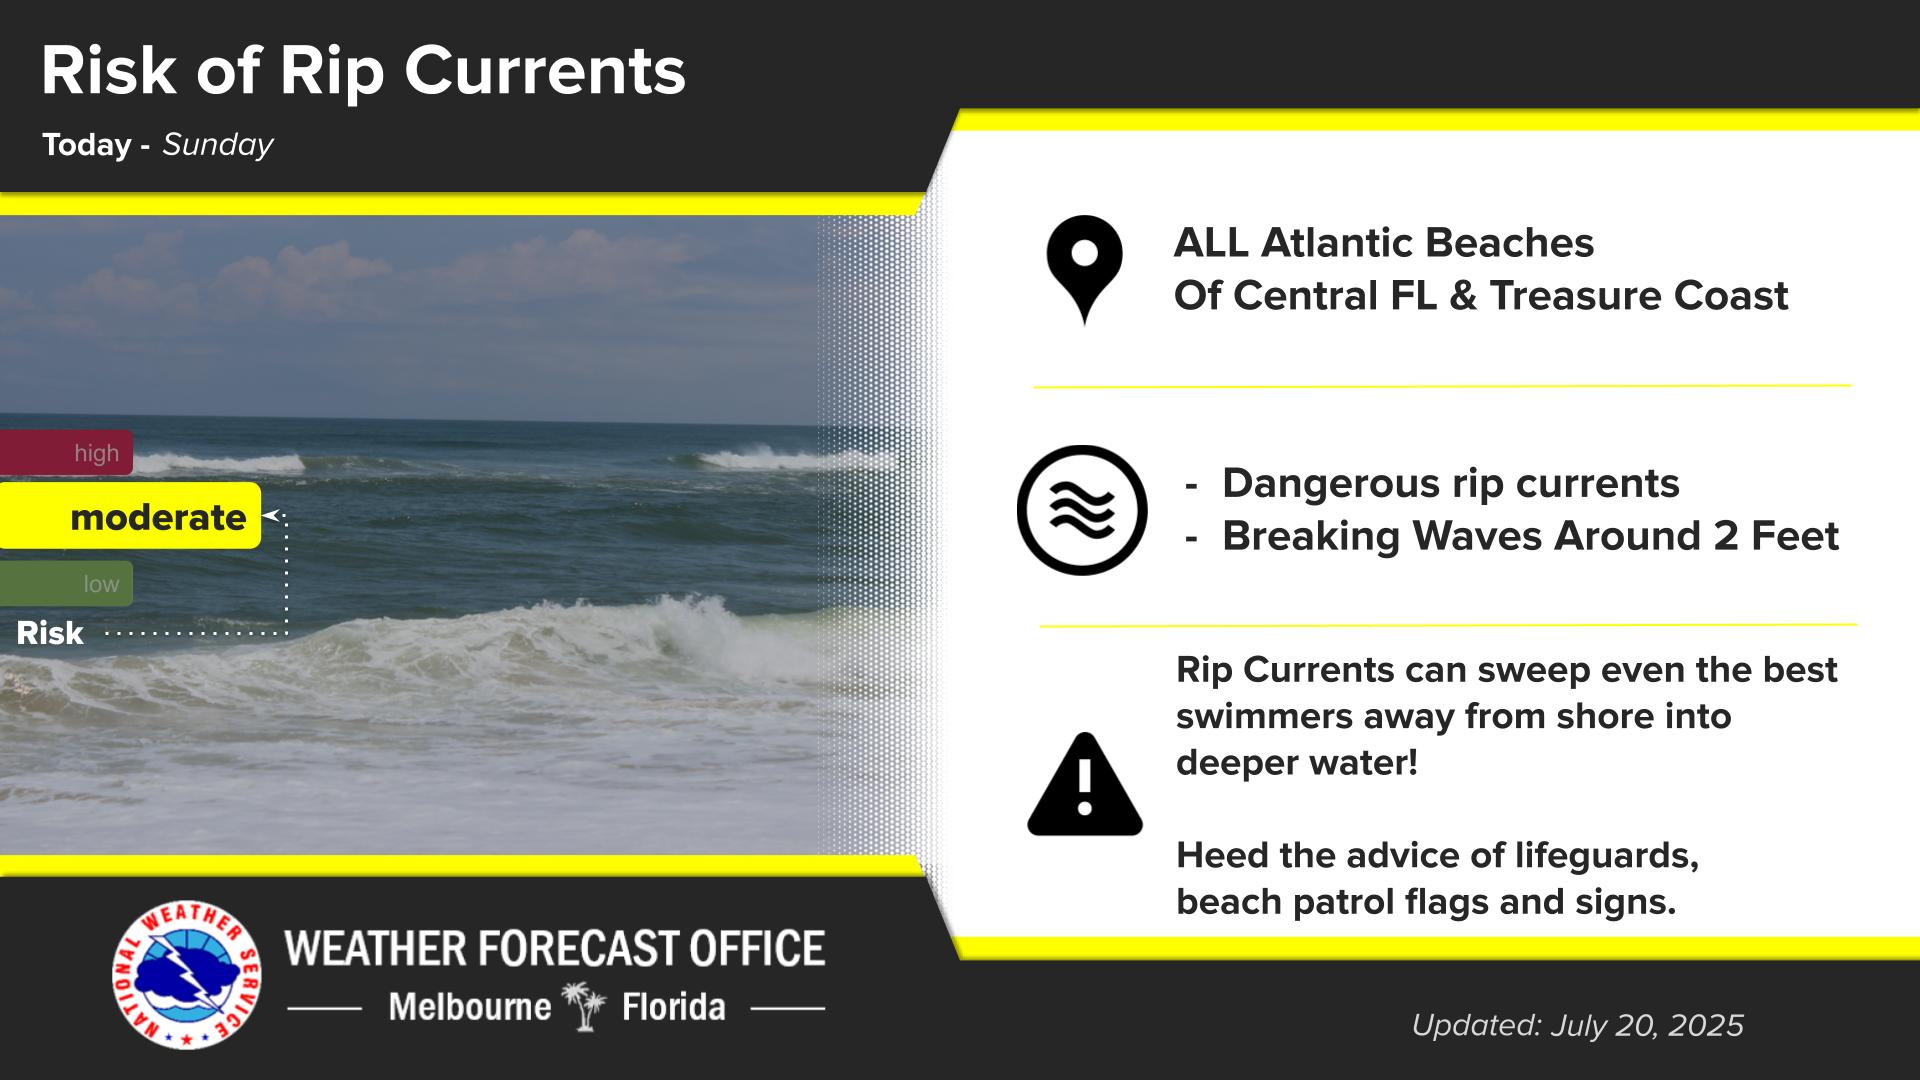 Risk of Rip Currents
Today - Sunday
ALL Atlantic Beaches
Of Central FL & Treasure Coast
high
moderate
low
Risk
- Dangerous rip currents
- Breaking Waves Around 2 Feet
Rip Currents can sweep even the best
swimmers away from shore into
deeper water!
Heed the advice of lifeguards,
beach patrol flags and signs.
NATIONAL WEATHER SERVICE
WEATHER FORECAST OFFICE
Melbourne Florida
Updated: July 20, 2025